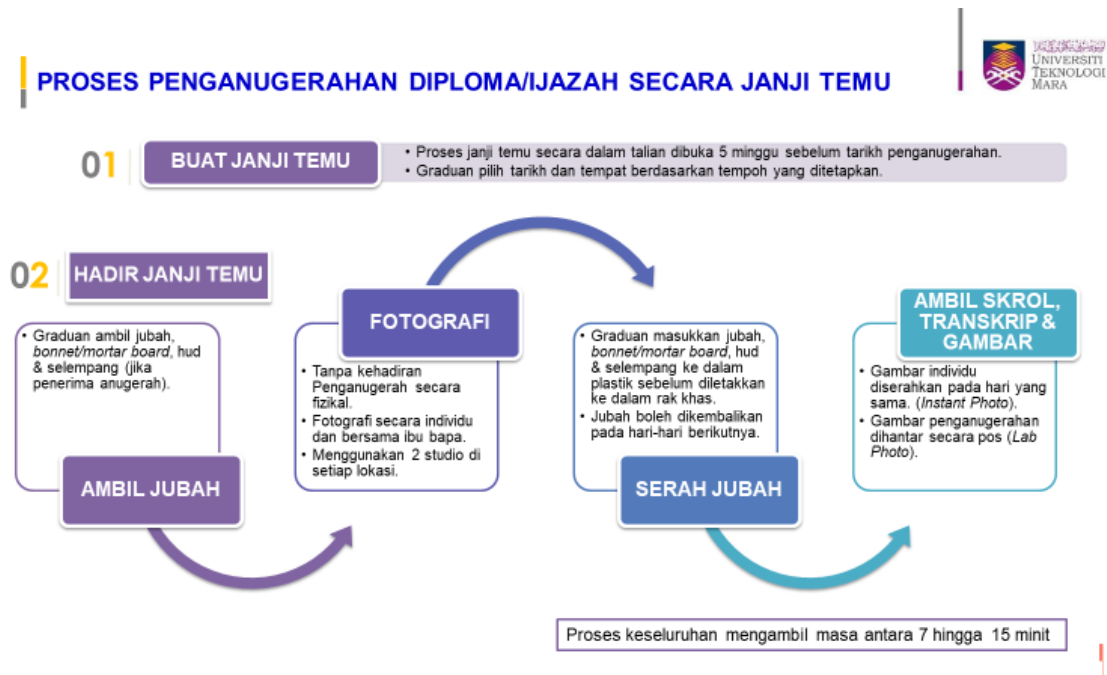 PROSES PENGANUGERAHAN DIPLOMA/IJAZAH SECARA JANJI TEMU
UNIVERSITI
TEKNOLOGI
MARA
01
BUAT JANJI TEMU
• Proses janji temu secara dalam talian dibuka 5 minggu sebelum tarikh penganugerahan.
• Graduan pilih tarikh dan tempat berdasarkan tempoh yang ditetapkan.
02
HADIR JANJI TEMU
• Graduan ambil jubah,
bonnet/mortar board, hud
& selempang (jika
penerima anugerah).
AMBIL JUBAH
FOTOGRAFI
• Tanpa kehadiran
Penganugerah secara
fizikal.
• Fotografi secara individu
dan bersama ibu bapa.
• Menggunakan 2 studio di
setiap lokasi.
• Graduan masukkan jubah,
bonnet/mortar board, hud
& selempang ke dalam
plastik sebelum diletakkan
ke dalam rak khas.
• Jubah boleh dikembalikan
pada hari-hari berikutnya.
SERAH JUBAH
AMBIL SKROL,
TRANSKRIP &
GAMBAR
• Gambar individu
diserahkan pada hari yang
sama. (Instant Photo).
• Gambar penganugerahan
dihantar secara pos (Lab
Photo).
Proses keseluruhan mengambil masa antara 7 hingga 15 minit